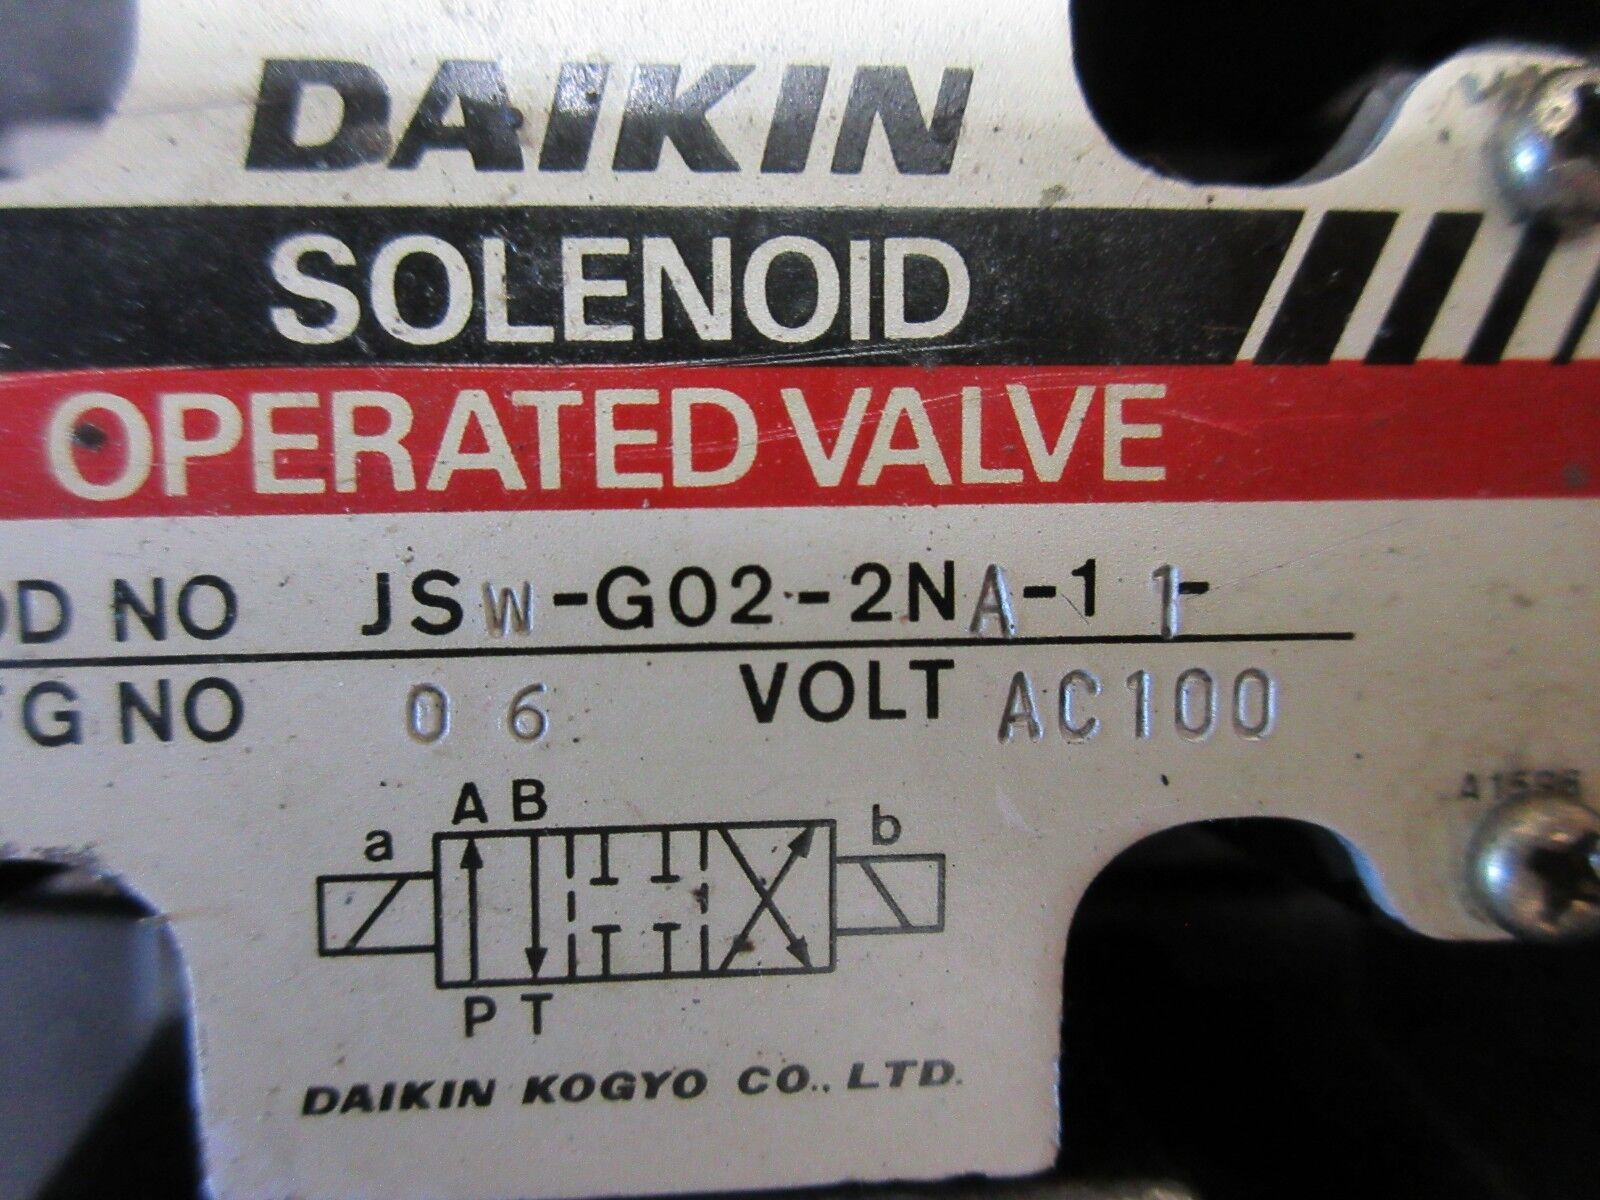 DAIKIN
SOLENOID
OPERATED VALVE
OD NO JSW-G02-2NA-11-
FG NO 06 VOLT AC100
A1596
A B
a b
P T
DAIKIN KOGYO CO., LTD.